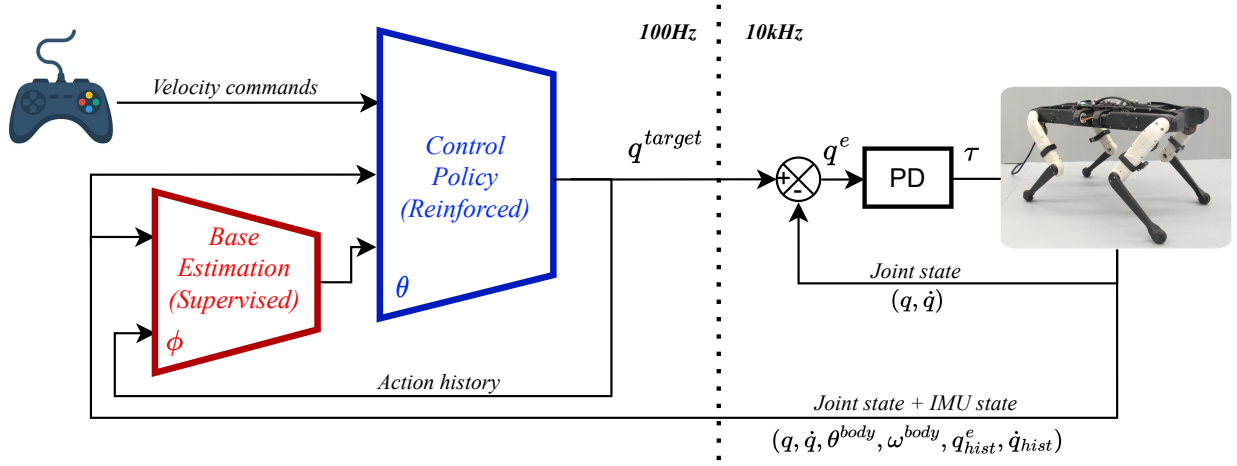 100Hz
10kHz
Velocity commands
Control
Policy
(Reinforced)
θ
q^{target}
+
-
q^e
PD
τ
Base
Estimation
(Supervised)
ϕ
Joint state
(q, q̇)
Action history
Joint state + IMU state
(q, q̇, θ^{body}, ω^{body}, q^e_{hist}, q̇_{hist})